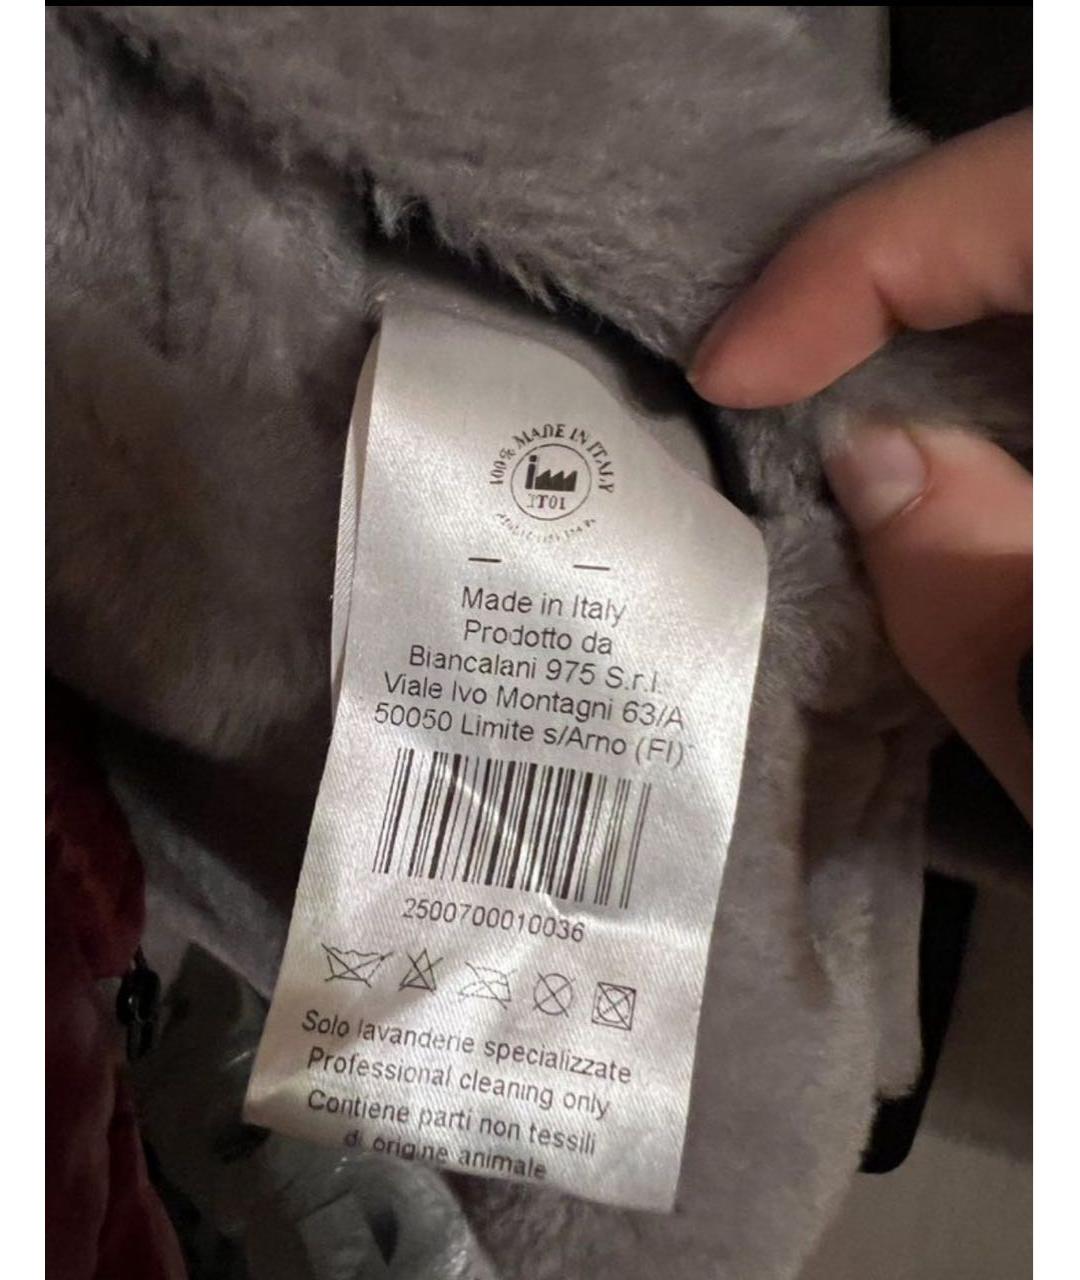 100% MADE IN ITALY
IT01
Made in Italy
Prodotto da
Biancalani 975 S.r.l.
Viale Ivo Montagni 63/A
50050 Limite s/Arno (FI)
2500700010036
Solo lavanderie specializzate
Professional cleaning only
Contiene parti non tessili
di origine animale